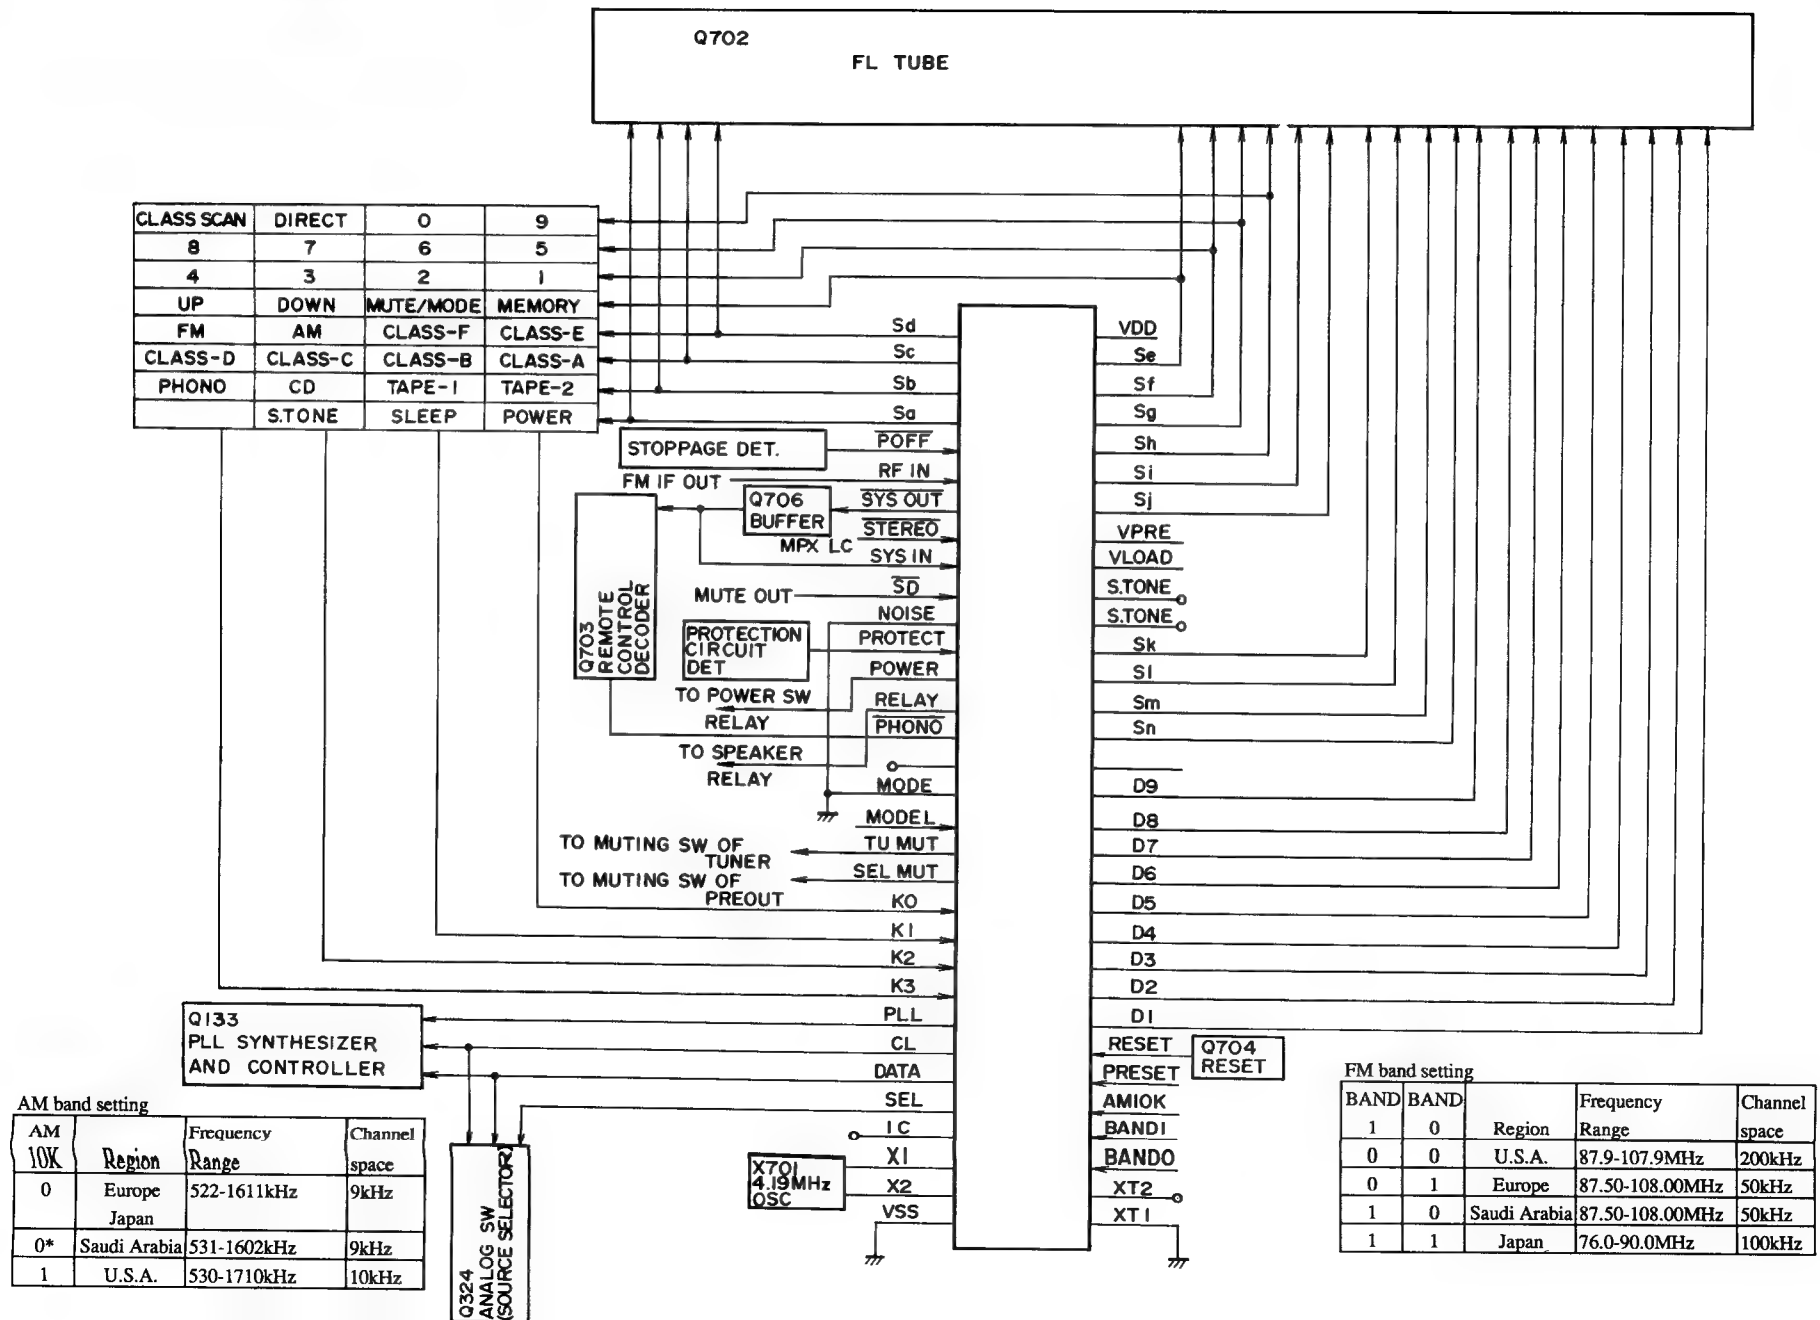 Q702
FL TUBE
CLASS SCAN DIRECT 0 9
8 7 6 5
4 3 2 1
UP DOWN MUTE/MODE MEMORY
FM AM CLASS-F CLASS-E
CLASS-D CLASS-C CLASS-B CLASS-A
PHONO CD TAPE-1 TAPE-2
S.TONE SLEEP POWER
Sd
Sc
Sb
Sa
STOPPAGE DET.
POFF
FM IF OUT
RF IN
Q706
BUFFER
SYS OUT
STEREO
MPX LC
SYS IN
Q703
REMOTE
CONTROL
DECODER
MUTE OUT
SD
NOISE
PROTECTION
CIRCUIT
DET
PROTECT
POWER
TO POWER SW
RELAY
RELAY
PHONO
TO SPEAKER
RELAY
MODE
MODEL
TO MUTING SW OF
TUNER
TU MUT
TO MUTING SW OF
PREOUT
SEL MUT
K0
K1
K2
K3
Q133
PLL SYNTHESIZER
AND CONTROLLER
PLL
CL
DATA
SEL
IC
X701
4.19MHz
OSC
X1
X2
VSS
Q324
ANALOG SW
(SOURCE SELECTOR)
VDD
Se
Sf
Sg
Sh
Si
Sj
VPRE
VLOAD
S.TONE
S.TONE
Sk
Sl
Sm
Sn
D9
D8
D7
D6
D5
D4
D3
D2
D1
RESET
Q704
RESET
PRESET
AM10K
BAND1
BAND0
XT2
XT1
AM band setting
AM Frequency Channel
10K Region Range space
0 Europe 522-1611kHz 9kHz
Japan
0* Saudi Arabia 531-1602kHz 9kHz
1 U.S.A. 530-1710kHz 10kHz
FM band setting
BAND BAND Frequency Channel
1 0 Region Range space
0 0 U.S.A. 87.9-107.9MHz 200kHz
0 1 Europe 87.50-108.00MHz 50kHz
1 0 Saudi Arabia 87.50-108.00MHz 50kHz
1 1 Japan 76.0-90.0MHz 100kHz